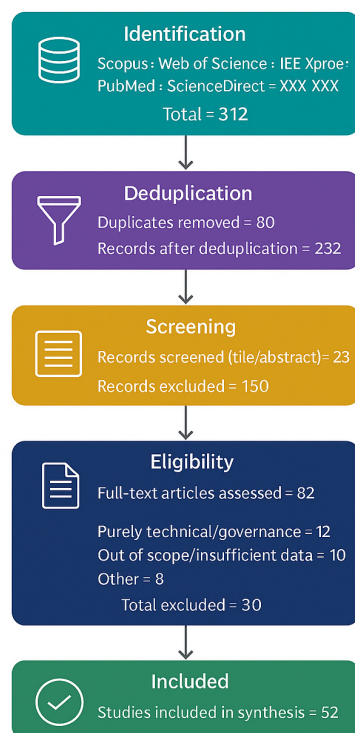 Identification
Scopus : Web of Science : IEE Xproe·
PubMed : ScienceDirect = XXX XXX
Total = 312
Deduplication
Duplicates removed = 80
Records after deduplication = 232
Screening
Records screened (tile/abstract)= 23
Records excluded = 150
Eligibility
Full-text articles assessed = 82
Purely technical/governance = 12
Out of scope/insufficient data = 10
Other = 8
Total excluded = 30
Included
Studies included in synthesis = 52